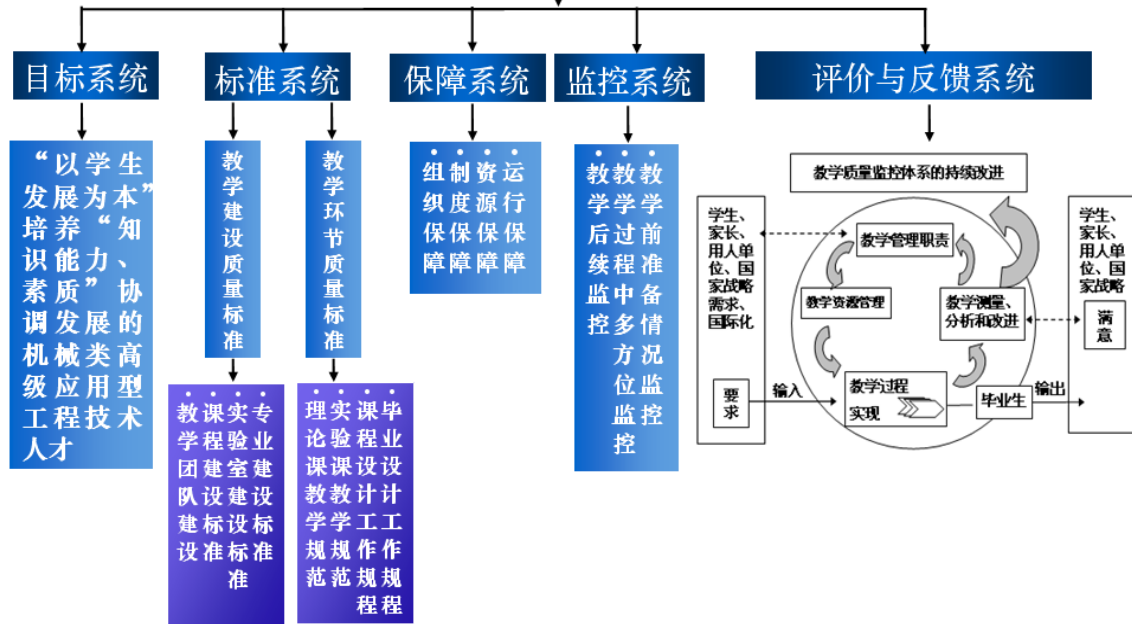 目标系统
标准系统
保障系统
监控系统
评价与反馈系统
“以学生
发展为本”
培养“知
识能力、
素质”协
调发展的
机械类高
级应用型
工程技术
人才
教学建设质量标准
教学环节质量标准
•专业建设标准
•实验室建设标准
•课程建设标准
•教学团队建设
•毕业设计工作规程
•课程设计工作规程
•实验课教学规范
•理论课教学规范
•运行保障
•资源保障
•制度保障
•组织保障
•教学前准备情况监控
•教学过程中多方位监控
•教学后续监控
教学质量监控体系的持续改进
学生、
家长、
用人单
位、国
家战略
需求、
国际化
要求
输入
教学管理职责
教学资源管理
教学测量、
分析和改进
教学过程
实现
毕业生
输出
学生、
家长、
用人单
位、国
家战略
满意